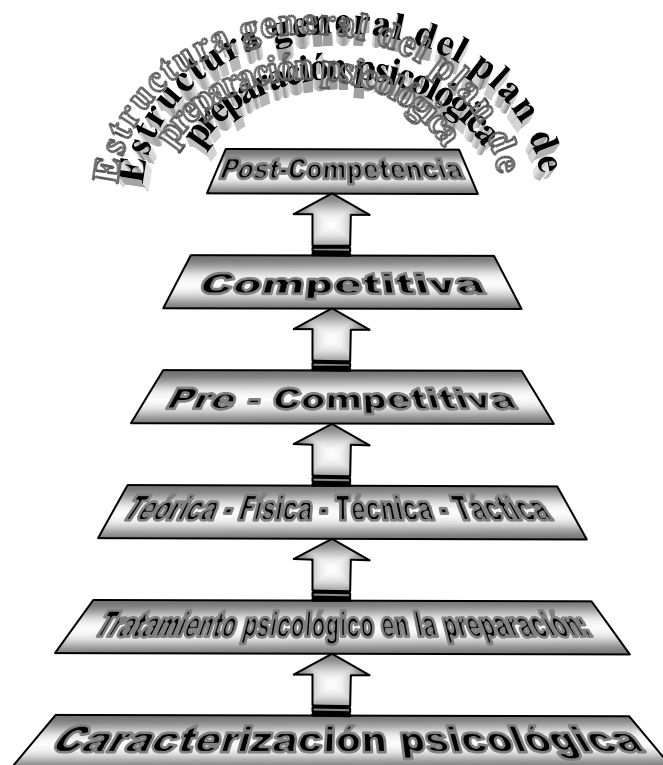 Estructura general del plan de
preparación psicológica
Post-Competencia
Competitiva
Pre - Competitiva
Teórica - Física - Técnica - Táctica
Tratamiento psicológico en la preparación:
Caracterización psicológica